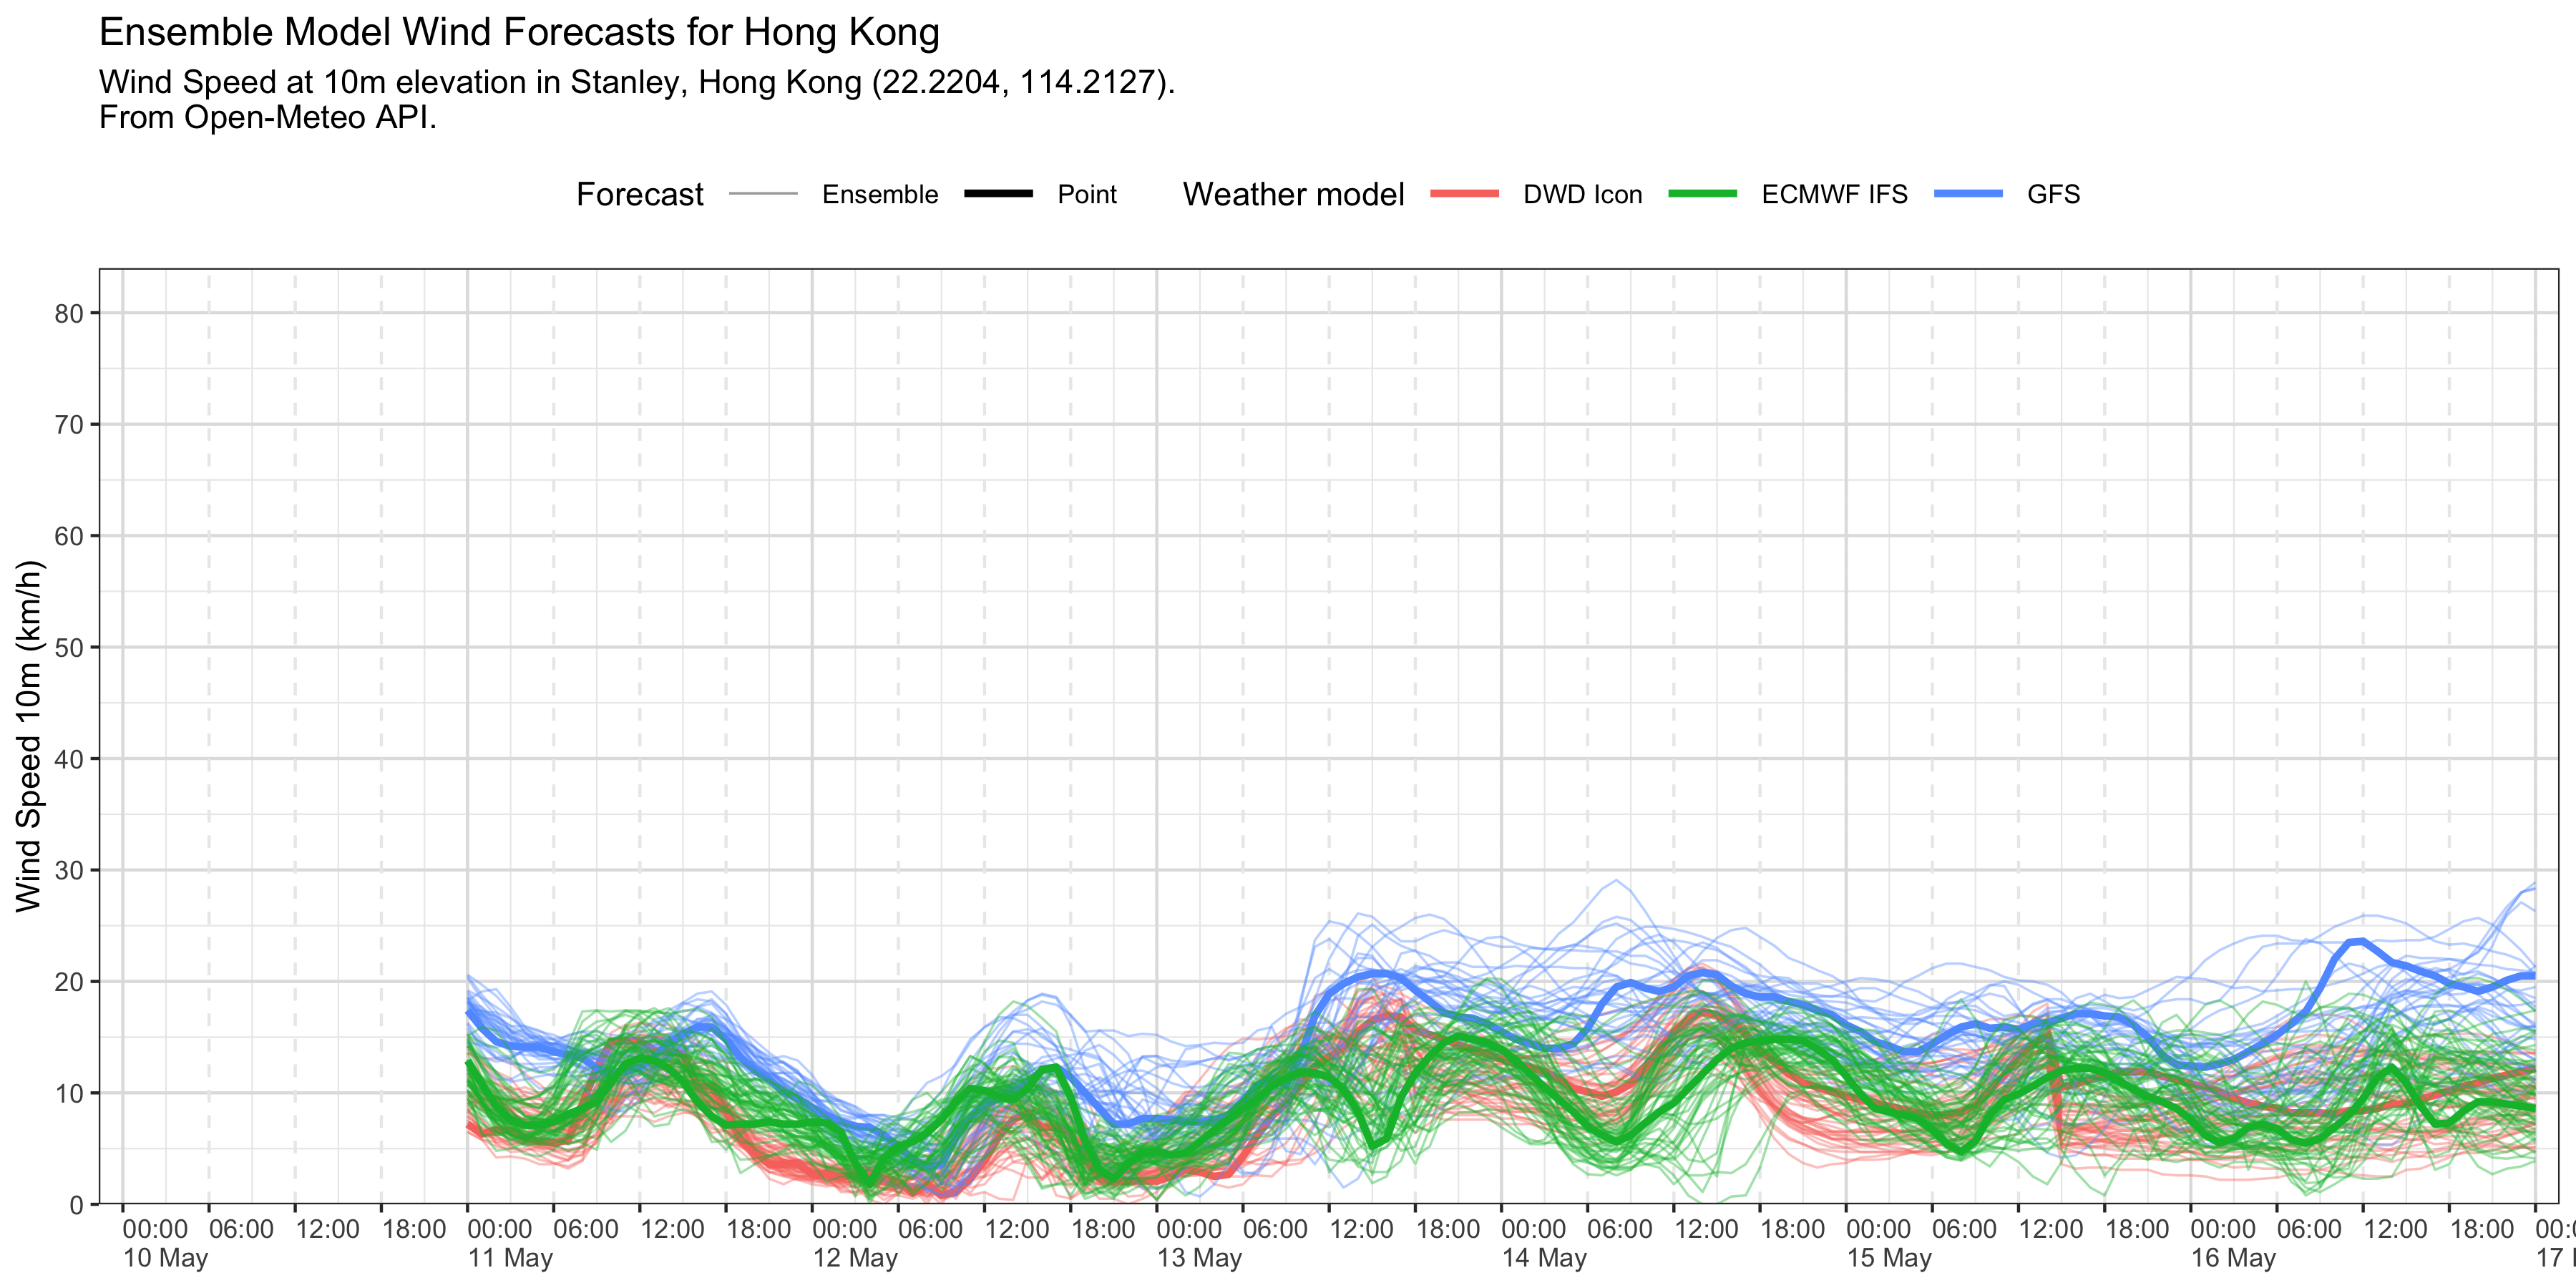 Ensemble Model Wind Forecasts for Hong Kong
Wind Speed at 10m elevation in Stanley, Hong Kong (22.2204, 114.2127).
From Open-Meteo API.
Forecast Ensemble Point Weather model DWD Icon ECMWF IFS GFS
Wind Speed 10m (km/h)
80
70
60
50
40
30
20
10
0
00:00 06:00 12:00 18:00 00:00 06:00 12:00 18:00 00:00 06:00 12:00 18:00 00:00 06:00 12:00 18:00 00:00 06:00 12:00 18:00 00:00 06:00 12:00 18:00 00:00 06:00 12:00 18:00
10 May 11 May 12 May 13 May 14 May 15 May 16 May 17